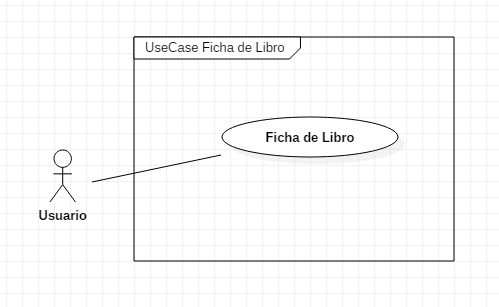 UseCase Ficha de Libro
Ficha de Libro
Usuario